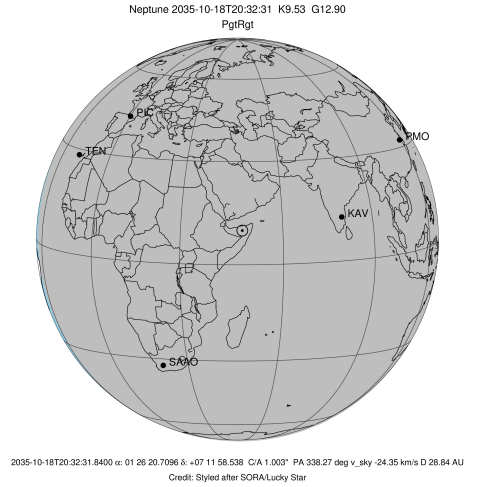 Neptune 2035-10-18T20:32:31 K9.53 G12.90
PgtRgt
PIC
TEN
PMO
KAV
SAAO
2035-10-18T20:32:31.8400 α: 01 26 20.7096 δ: +07 11 58.538 C/A 1.003" PA 338.27 deg v_sky -24.35 km/s D 28.84 AU
Credit: Styled after SORA/Lucky Star